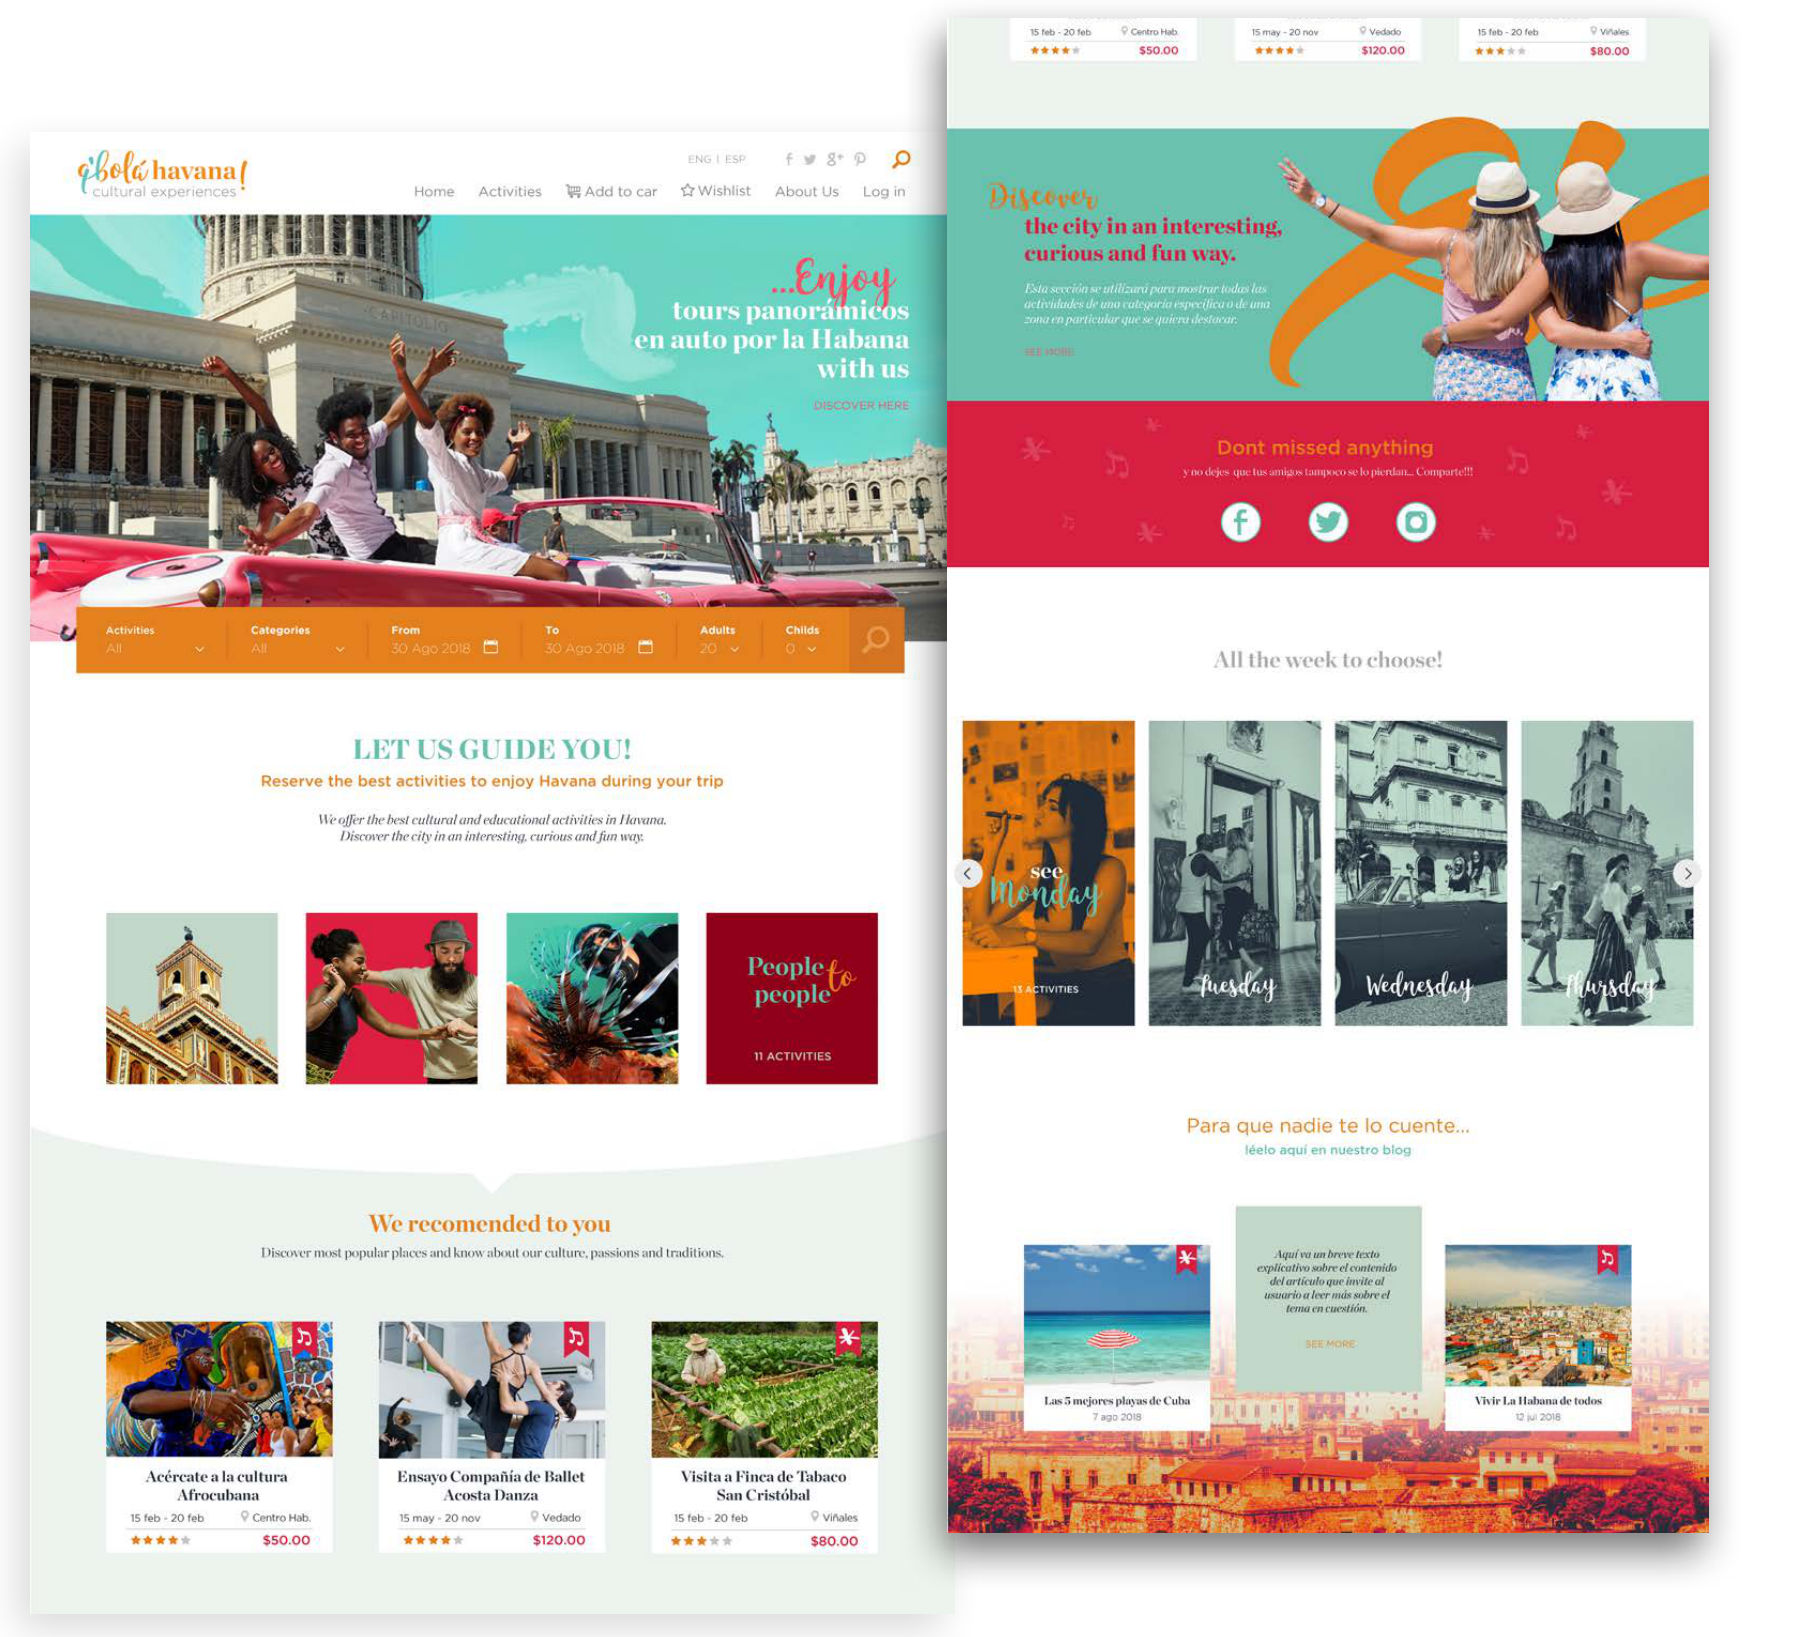 q'bolá havana!
cultural experiences
ENG | ESP
Home Activities Add to car Wishlist About Us Log in
CAPITOLIO
...Enjoy
tours panorámicos
en auto por la Habana
with us
DISCOVER HERE
Activities Categories From To Adults Childs
All All 30 Ago 2018 30 Ago 2018 20 0
LET US GUIDE YOU!
Reserve the best activities to enjoy Havana during your trip
We offer the best cultural and educational activities in Havana.
Discover the city in an interesting, curious and fun way.
People to
people
11 ACTIVITIES
We recomended to you
Discover most popular places and know about our culture, passions and traditions.
Acércate a la cultura
Afrocubana
15 feb - 20 feb Centro Hab.
$50.00
Ensayo Compañía de Ballet
Acosta Danza
15 may - 20 nov Vedado
$120.00
Visita a Finca de Tabaco
San Cristóbal
15 feb - 20 feb Viñales
$80.00
15 feb - 20 feb Centro Hab.
$50.00
15 may - 20 nov Vedado
$120.00
15 feb - 20 feb Viñales
$80.00
Discover
the city in an interesting,
curious and fun way.
Esta sección se utilizará para mostrar todas las
actividades de una categoría específica o de una
zona en particular que se quiera destacar.
SEE MORE
Dont missed anything
y no dejes que tus amigos tampoco se lo pierdan... Comparte!!!
All the week to choose!
see
Monday
13 ACTIVITIES
Tuesday
Wednesday
Thursday
Para que nadie te lo cuente...
léelo aquí en nuestro blog
Las 5 mejores playas de Cuba
7 ago 2018
Aquí va un breve texto
explicativo sobre el contenido
del artículo que invite al
usuario a leer más sobre el
tema en cuestión.
SEE MORE
Vivir La Habana de todos
12 jul 2018